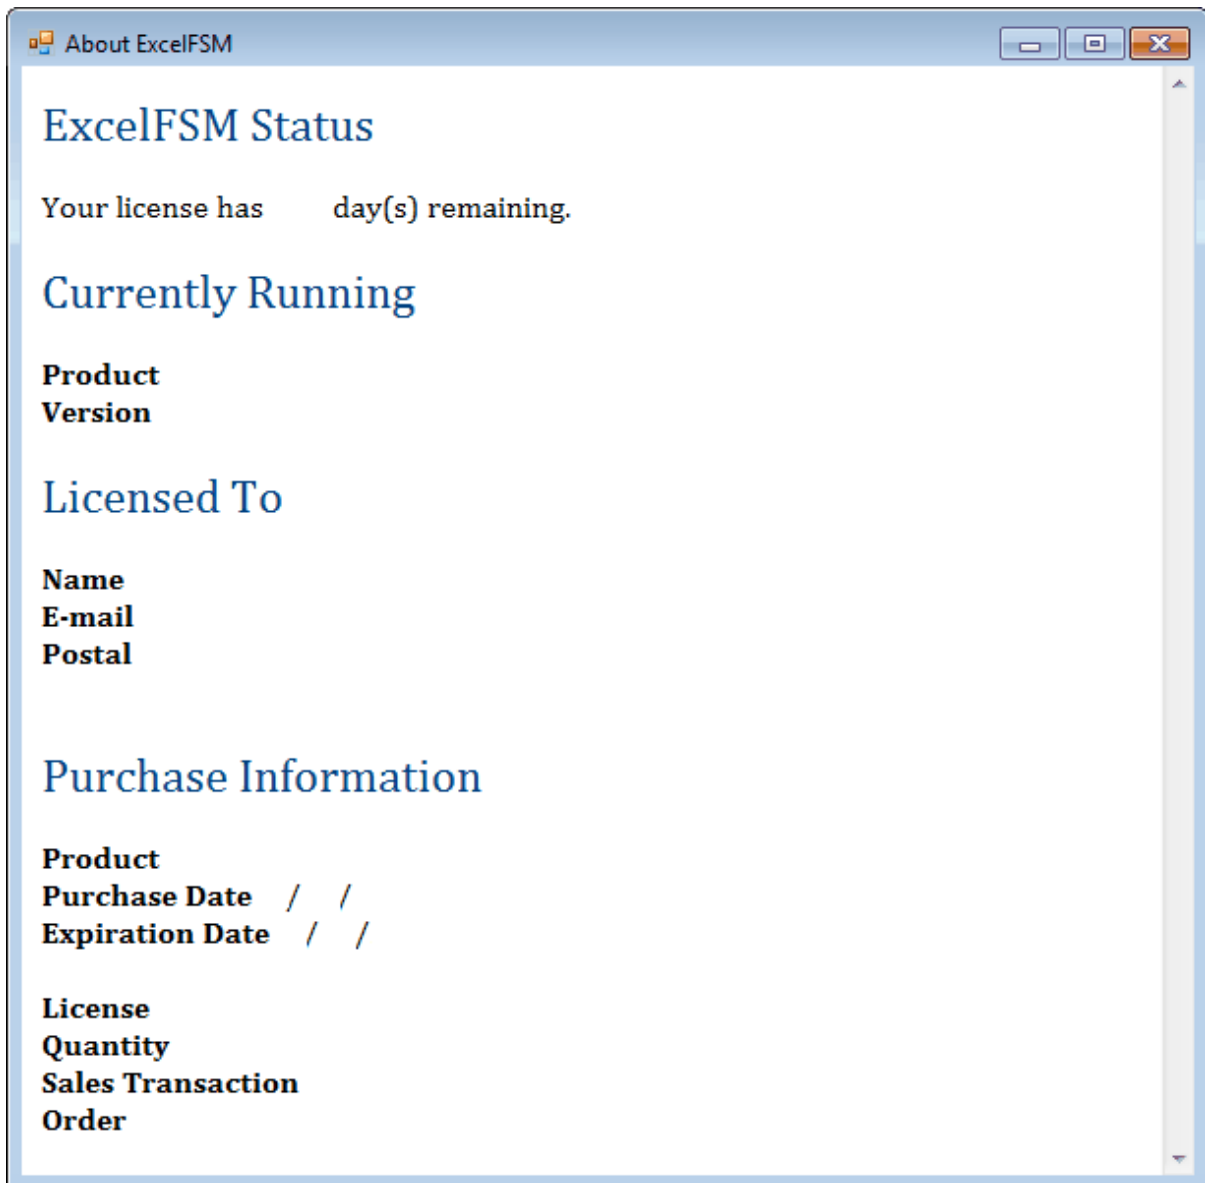 About ExcelFSM
ExcelFSM Status
Your license has day(s) remaining.
Currently Running
Product
Version
Licensed To
Name
E-mail
Postal
Purchase Information
Product
Purchase Date / /
Expiration Date / /
License
Quantity
Sales Transaction
Order